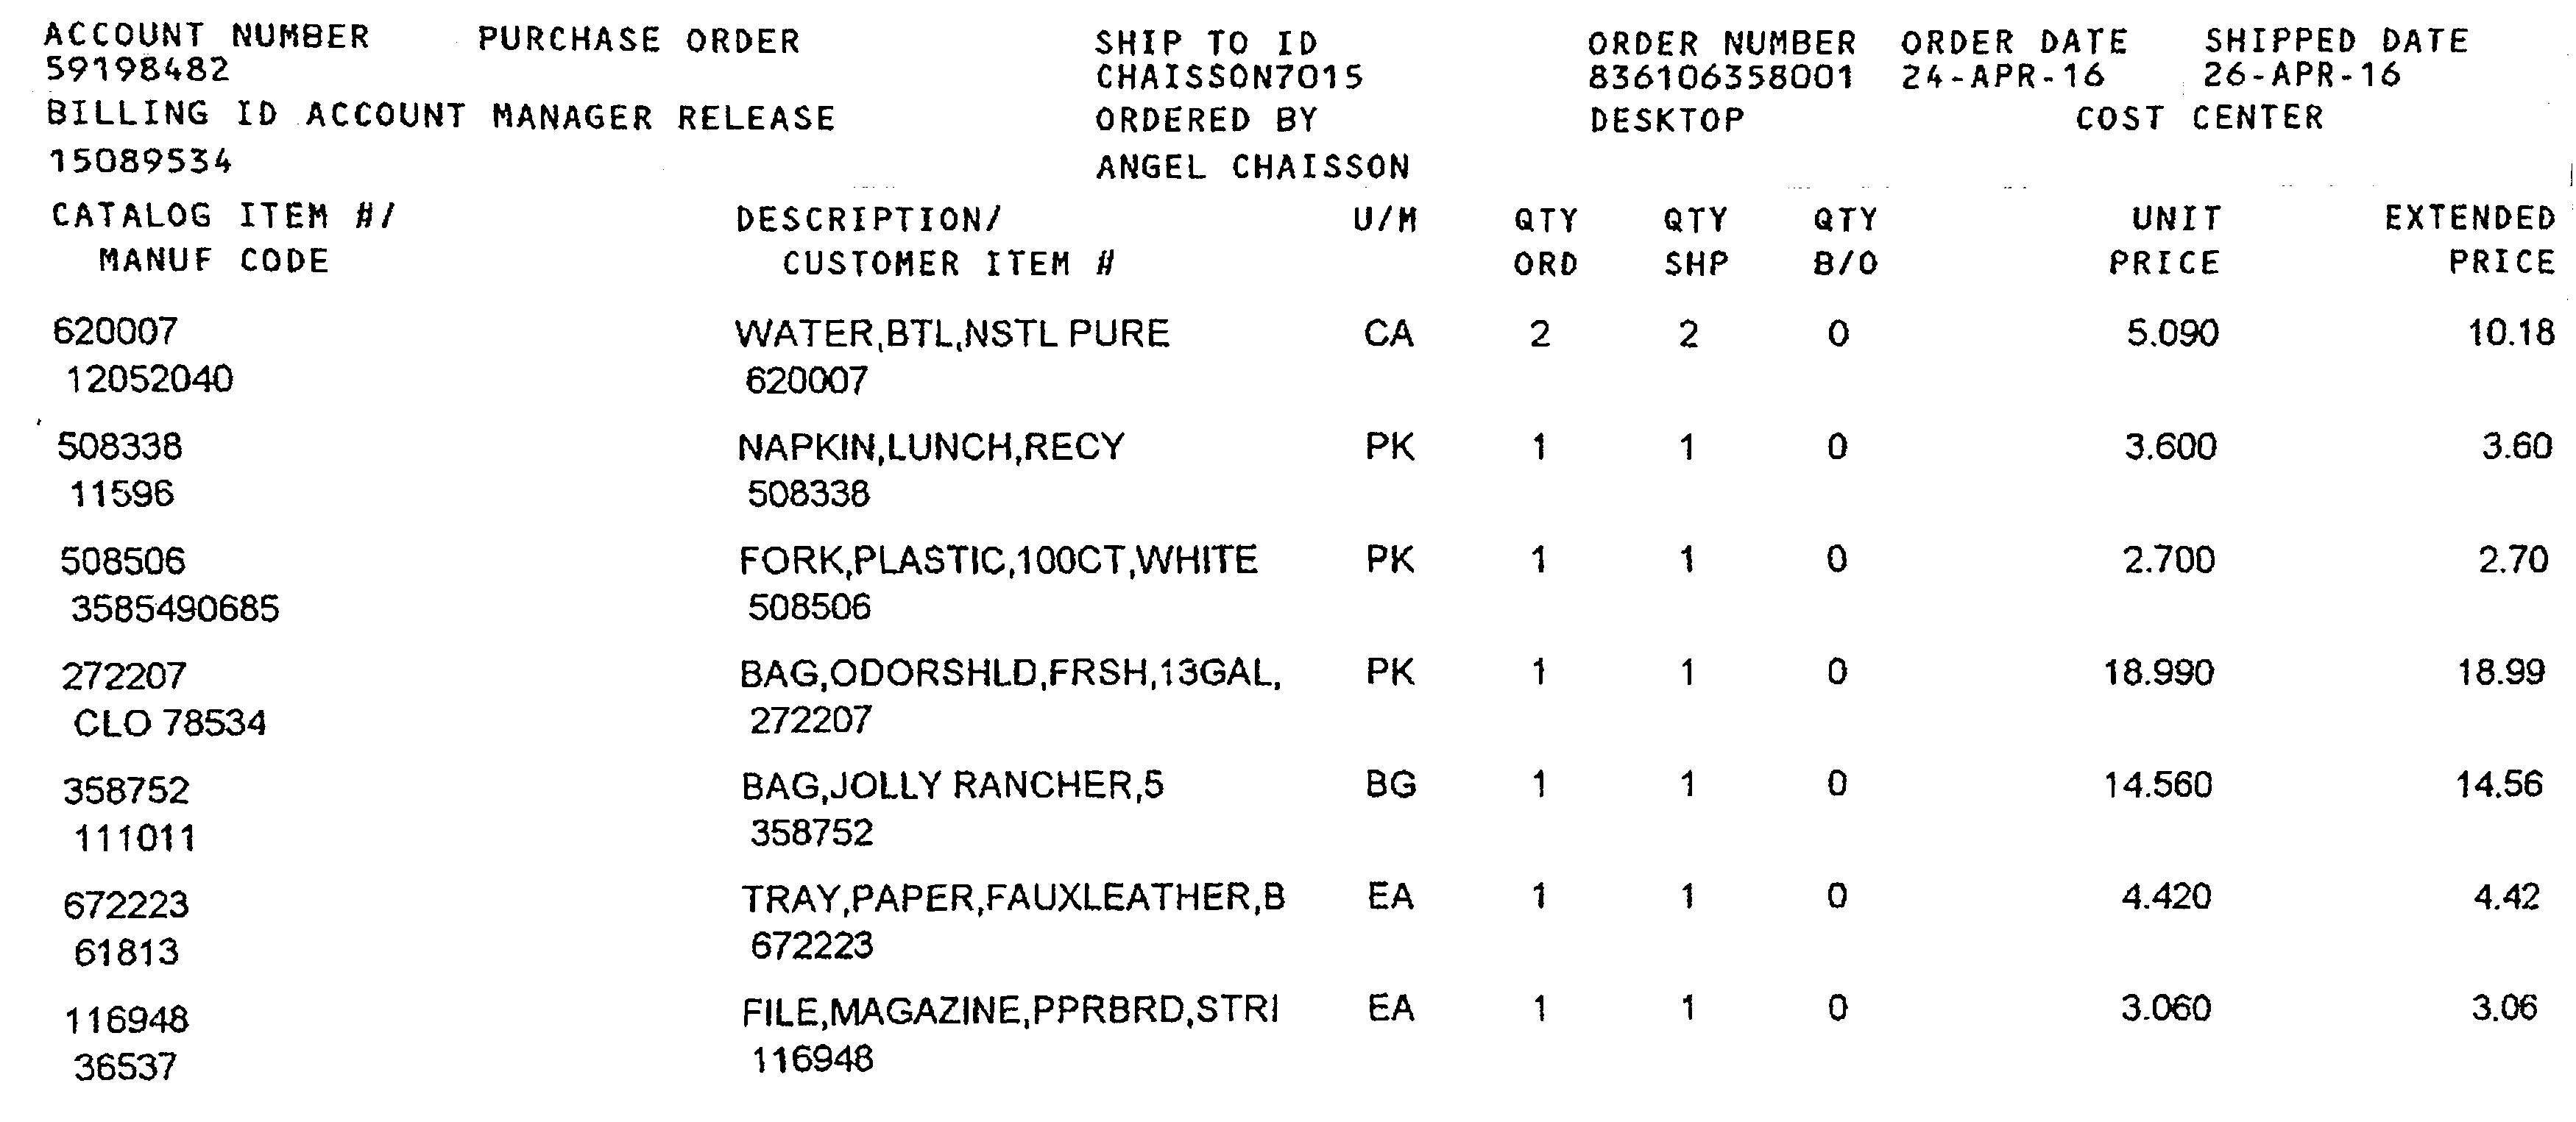 ACCOUNT NUMBER PURCHASE ORDER SHIP TO ID ORDER NUMBER ORDER DATE SHIPPED DATE
59198482 CHAISSON7015 836106358001 24-APR-16 26-APR-16
BILLING ID ACCOUNT MANAGER RELEASE ORDERED BY DESKTOP COST CENTER
15089534 ANGEL CHAISSON
CATALOG ITEM #/ DESCRIPTION/ U/M QTY QTY QTY UNIT EXTENDED
MANUF CODE CUSTOMER ITEM # ORD SHP B/O PRICE PRICE
620007 WATER,BTL,NSTL PURE CA 2 2 0 5.090 10.18
12052040 620007
508338 NAPKIN,LUNCH,RECY PK 1 1 0 3.600 3.60
11596 508338
508506 FORK,PLASTIC,100CT,WHITE PK 1 1 0 2.700 2.70
3585490685 508506
272207 BAG,ODORSHLD,FRSH,13GAL, PK 1 1 0 18.990 18.99
CLO 78534 272207
358752 BAG,JOLLY RANCHER,5 BG 1 1 0 14.560 14.56
111011 358752
672223 TRAY,PAPER,FAUXLEATHER,B EA 1 1 0 4.420 4.42
61813 672223
116948 FILE,MAGAZINE,PPRBRD,STRI EA 1 1 0 3.060 3.06
36537 116948